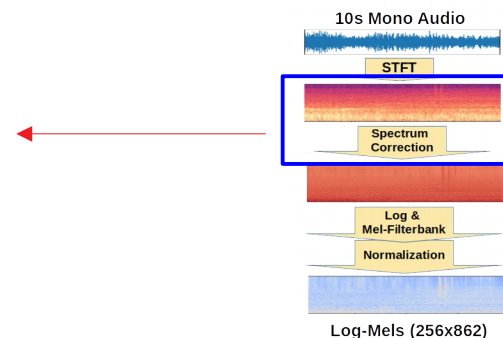 10s Mono Audio
STFT
Spectrum
Correction
Log &
Mel-Filterbank
Normalization
Log-Mels (256x862)